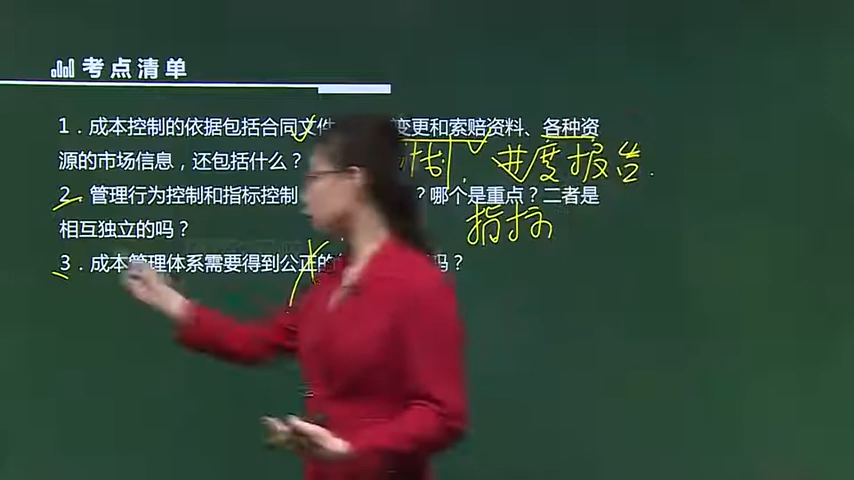 考点清单
1．成本控制的依据包括合同文件 变更和索赔资料、各种资
源的市场信息，还包括什么？ 划 进度报告.
2．管理行为控制和指标控制 ？哪个是重点？二者是
相互独立的吗？ 指标
3．成本管理体系需要得到公正的 吗？